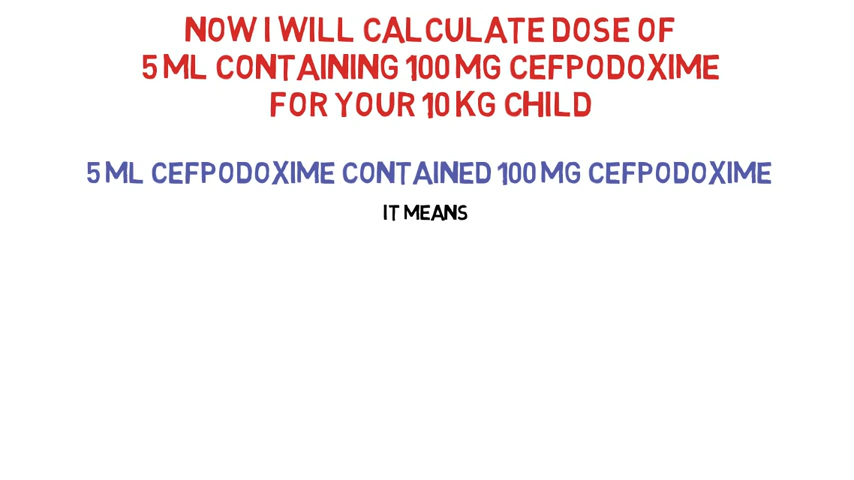 NOW I WILL CALCULATE DOSE OF
5 ML CONTAINING 100 MG CEFPODOXIME
FOR YOUR 10 KG CHILD
5 ML CEFPODOXIME CONTAINED 100 MG CEFPODOXIME
IT MEANS